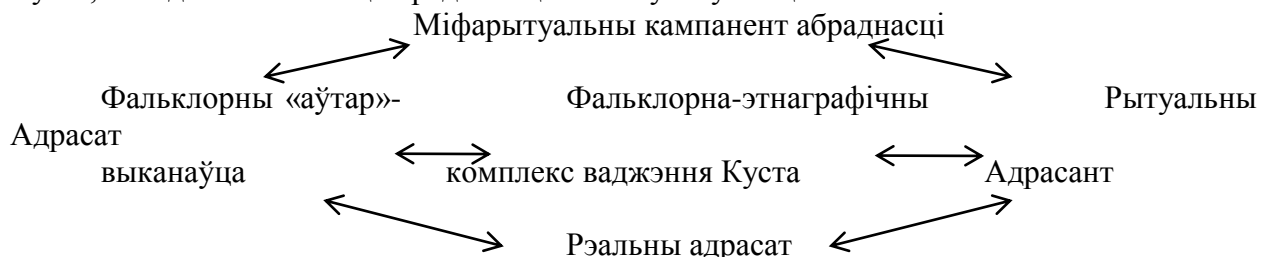 Міфарытуальны кампанент абраднасці
Фальклорны «аўтар»- Фальклорна-этнаграфічны Рытуальны
Адрасат
выканаўца комплекс ваджэння Куста Адрасант
Рэальны адрасат